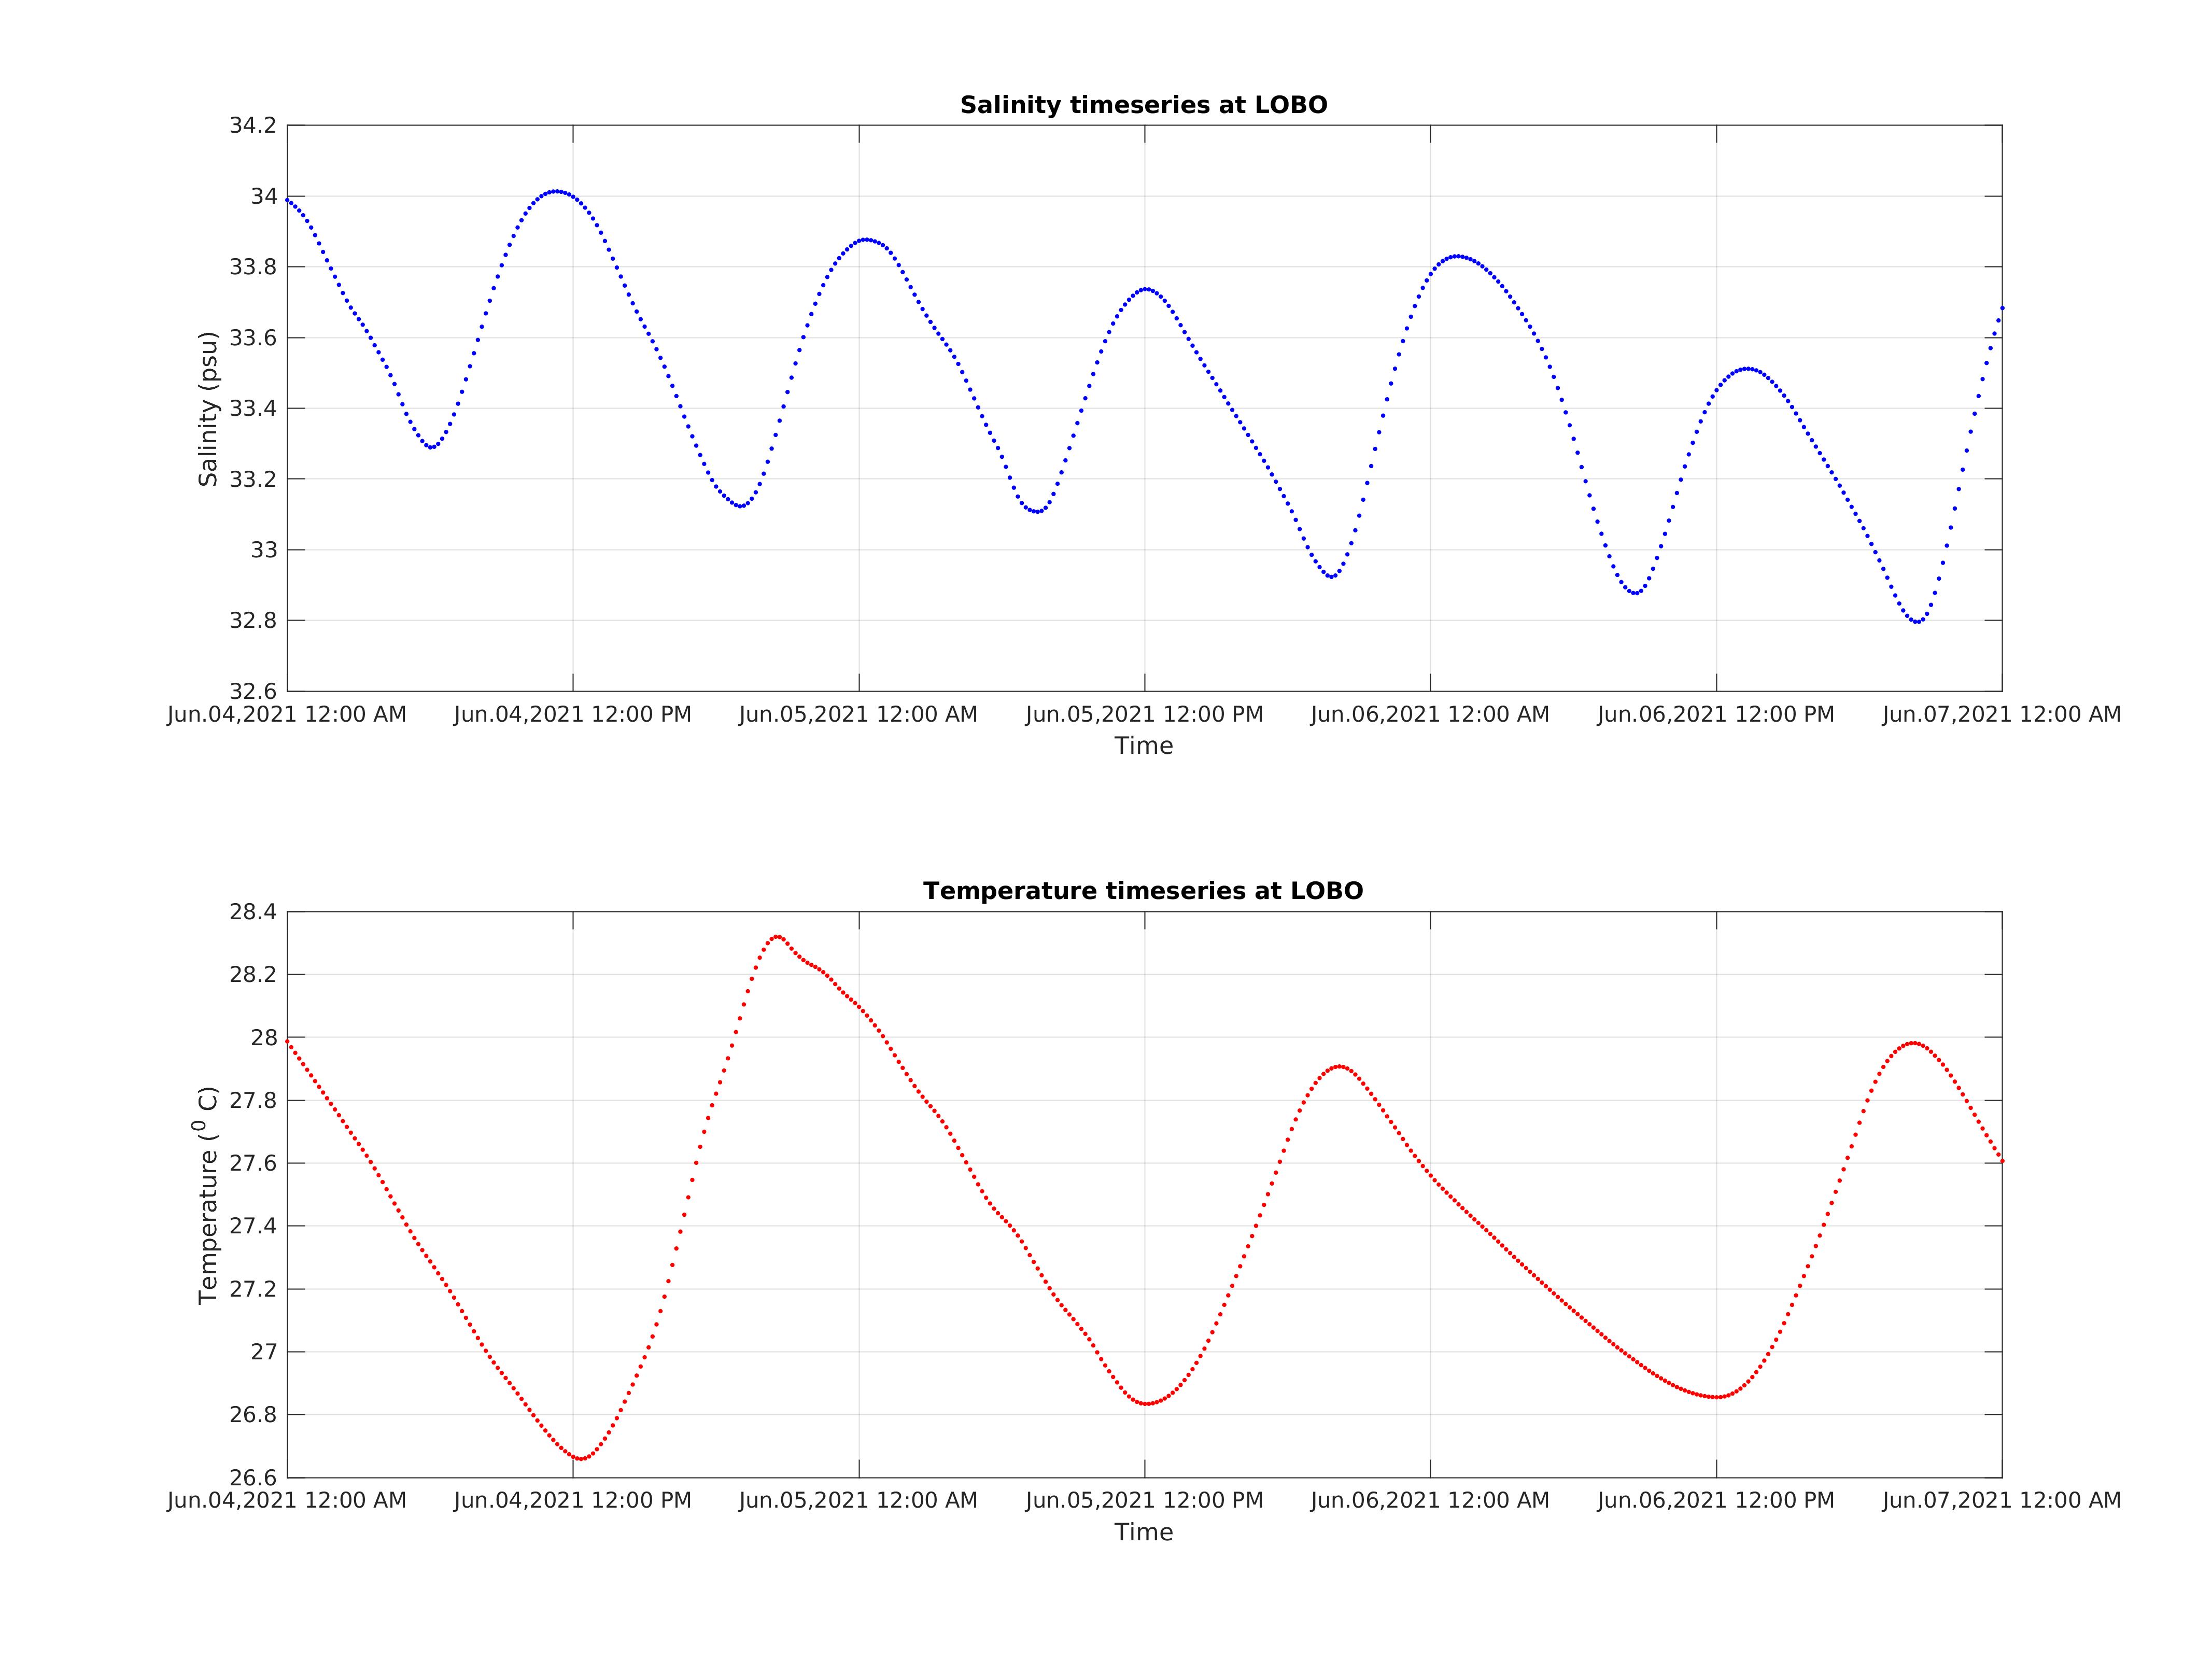 Salinity timeseries at LOBO
34.2
34
33.8
33.6
33.4
33.2
33
32.8
32.6
Salinity (psu)
Jun.04,2021 12:00 AM Jun.04,2021 12:00 PM Jun.05,2021 12:00 AM Jun.05,2021 12:00 PM Jun.06,2021 12:00 AM Jun.06,2021 12:00 PM Jun.07,2021 12:00 AM
Time
Temperature timeseries at LOBO
28.4
28.2
28
27.8
27.6
27.4
27.2
27
26.8
26.6
Temperature (⁰ C)
Jun.04,2021 12:00 AM Jun.04,2021 12:00 PM Jun.05,2021 12:00 AM Jun.05,2021 12:00 PM Jun.06,2021 12:00 AM Jun.06,2021 12:00 PM Jun.07,2021 12:00 AM
Time